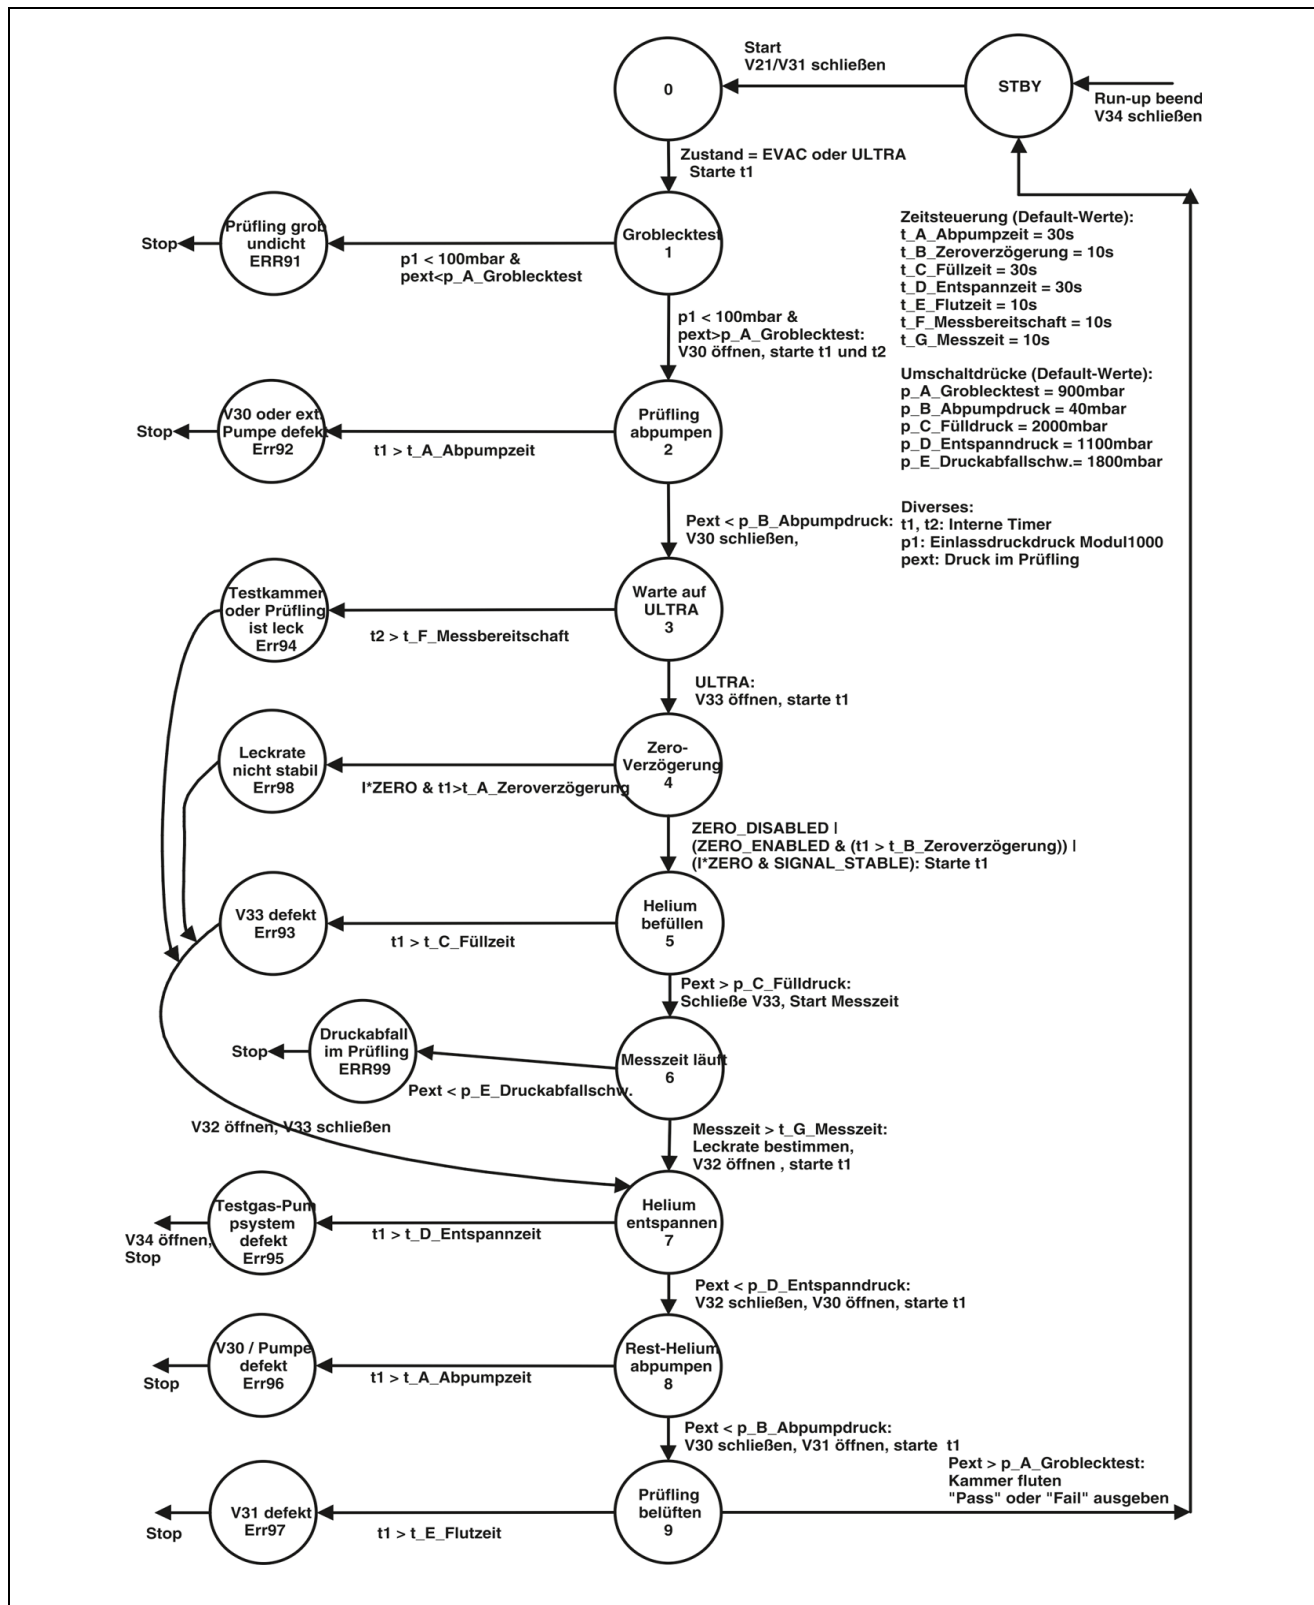 Start
V21/V31 schließen
0
STBY
Run-up beend
V34 schließen
Zustand = EVAC oder ULTRA
Starte t1
Prüfling grob
undicht
ERR91
Stop
Groblecktest
1
p1 < 100mbar &
pext<p_A_Groblecktest
Zeitsteuerung (Default-Werte):
t_A_Abpumpzeit = 30s
t_B_Zeroverzögerung = 10s
t_C_Füllzeit = 30s
t_D_Entspannzeit = 30s
t_E_Flutzeit = 10s
t_F_Messbereitschaft = 10s
t_G_Messzeit = 10s
p1 < 100mbar &
pext>p_A_Groblecktest:
V30 öffnen, starte t1 und t2
Umschaltdrücke (Default-Werte):
p_A_Groblecktest = 900mbar
p_B_Abpumpdruck = 40mbar
p_C_Fülldruck = 2000mbar
p_D_Entspanndruck = 1100mbar
p_E_Druckabfallschw.= 1800mbar
V30 oder ext.
Pumpe defekt
Err92
Stop
Prüfling
abpumpen
2
t1 > t_A_Abpumpzeit
Diverses:
t1, t2: Interne Timer
p1: Einlassdruckdruck Modul1000
pext: Druck im Prüfling
Pext < p_B_Abpumpdruck:
V30 schließen,
Testkammer
oder Prüfling
ist leck
Err94
Warte auf
ULTRA
3
t2 > t_F_Messbereitschaft
ULTRA:
V33 öffnen, starte t1
Leckrate
nicht stabil
Err98
Zero-
Verzögerung
4
I*ZERO & t1>t_A_Zeroverzögerung
ZERO_DISABLED |
(ZERO_ENABLED & (t1 > t_B_Zeroverzögerung)) |
(I*ZERO & SIGNAL_STABLE): Starte t1
V33 defekt
Err93
Helium
befüllen
5
t1 > t_C_Füllzeit
Pext > p_C_Fülldruck:
Schließe V33, Start Messzeit
Druckabfall
im Prüfling
ERR99
Stop
Messzeit läuft
6
Pext < p_E_Druckabfallschw.
V32 öffnen, V33 schließen
Messzeit > t_G_Messzeit:
Leckrate bestimmen,
V32 öffnen , starte t1
Testgas-Pum
psystem
defekt
Err95
V34 öffnen,
Stop
Helium
entspannen
7
t1 > t_D_Entspannzeit
Pext < p_D_Entspanndruck:
V32 schließen, V30 öffnen, starte t1
V30 / Pumpe
defekt
Err96
Stop
Rest-Helium
abpumpen
8
t1 > t_A_Abpumpzeit
Pext < p_B_Abpumpdruck:
V30 schließen, V31 öffnen, starte t1
V31 defekt
Err97
Stop
Prüfling
belüften
9
t1 > t_E_Flutzeit
Pext > p_A_Groblecktest:
Kammer fluten
"Pass" oder "Fail" ausgeben